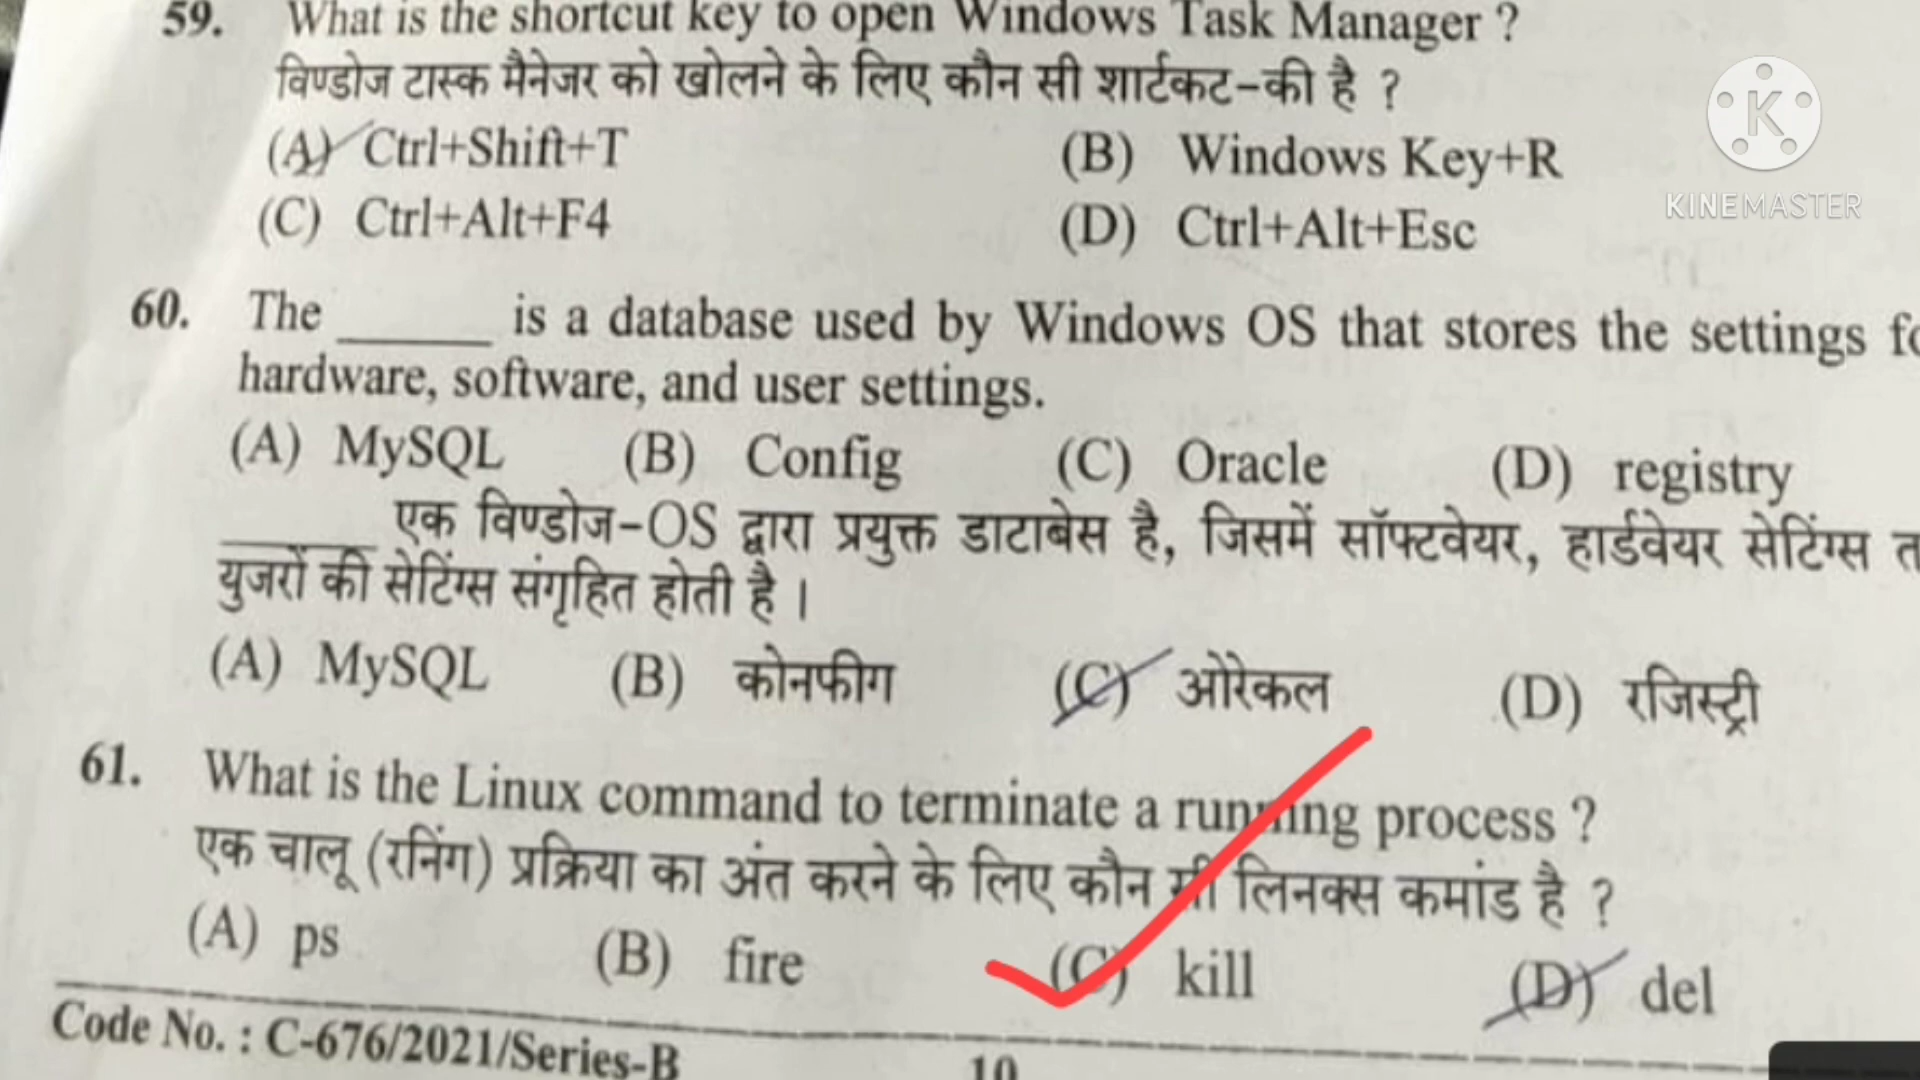 59. What is the shortcut key to open Windows Task Manager ?
विण्डोज टास्क मैनेजर को खोलने के लिए कौन सी शार्टकट-की है ?
(A) Ctrl+Shift+T (B) Windows Key+R
(C) Ctrl+Alt+F4 (D) Ctrl+Alt+Esc
K
KINEMASTER
60. The ______ is a database used by Windows OS that stores the settings fo
hardware, software, and user settings.
(A) MySQL (B) Config (C) Oracle (D) registry
______ एक विण्डोज-OS द्वारा प्रयुक्त डाटाबेस है, जिसमें सॉफ्टवेयर, हार्डवेयर सेटिंग्स त
युजरों की सेटिंग्स संगृहित होती है ।
(A) MySQL (B) कोनफीग (C) ओरेकल (D) रजिस्ट्री
61. What is the Linux command to terminate a running process ?
एक चालू (रनिंग) प्रक्रिया का अंत करने के लिए कौन सी लिनक्स कमांड है ?
(A) ps (B) fire (C) kill (D) del
Code No. : C-676/2021/Series-B 10